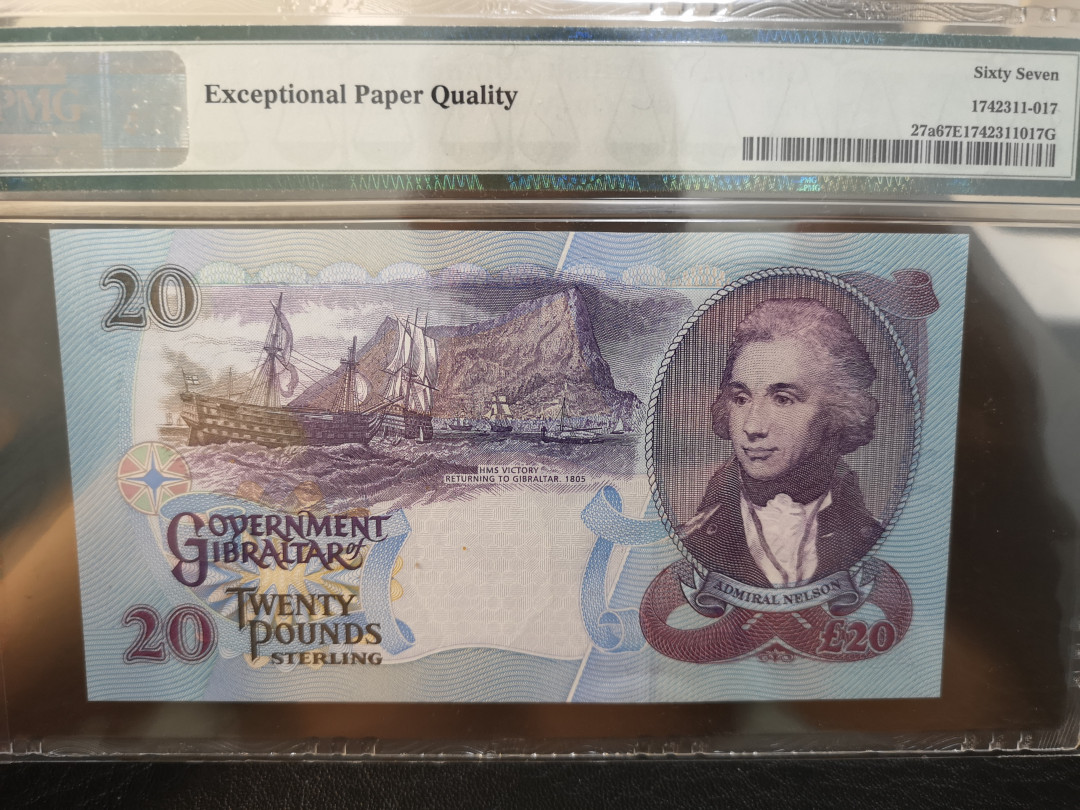 PMG
Exceptional Paper Quality
Sixty Seven
1742311-017
27a67E1742311017G
20
HMS VICTORY
RETURNING TO GIBRALTAR. 1805
GOVERNMENT
of GIBRALTAR
20
TWENTY
POUNDS
STERLING
ADMIRAL NELSON
£20